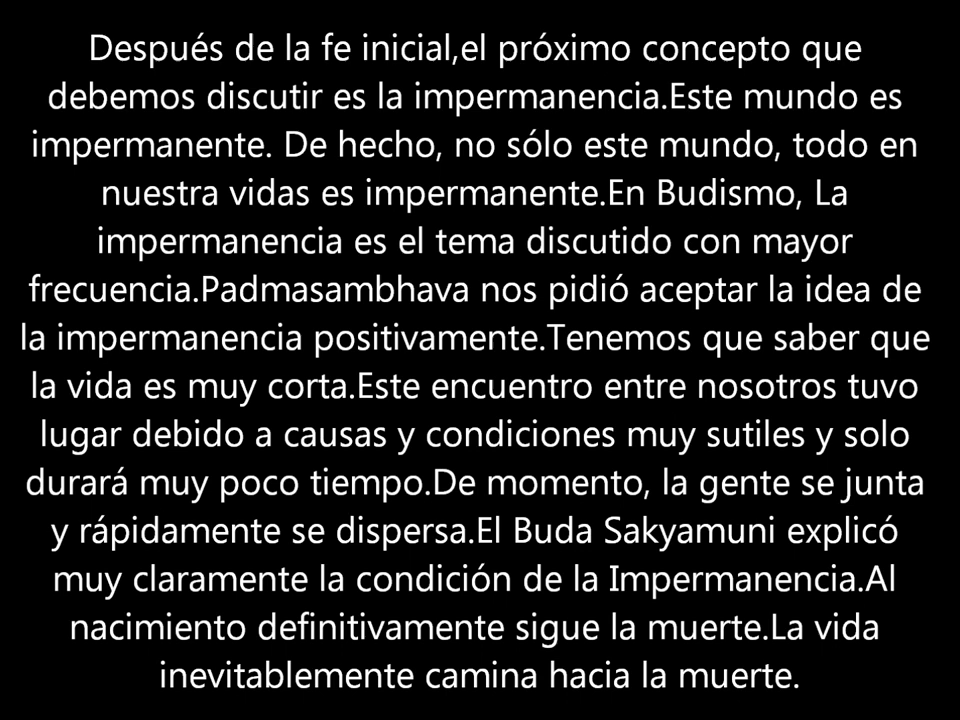 Después de la fe inicial,el próximo concepto que
debemos discutir es la impermanencia.Este mundo es
impermanente. De hecho, no sólo este mundo, todo en
nuestra vidas es impermanente.En Budismo, La
impermanencia es el tema discutido con mayor
frecuencia.Padmasambhava nos pidió aceptar la idea de
la impermanencia positivamente.Tenemos que saber que
la vida es muy corta.Este encuentro entre nosotros tuvo
lugar debido a causas y condiciones muy sutiles y solo
durará muy poco tiempo.De momento, la gente se junta
y rápidamente se dispersa.El Buda Sakyamuni explicó
muy claramente la condición de la Impermanencia.Al
nacimiento definitivamente sigue la muerte.La vida
inevitablemente camina hacia la muerte.